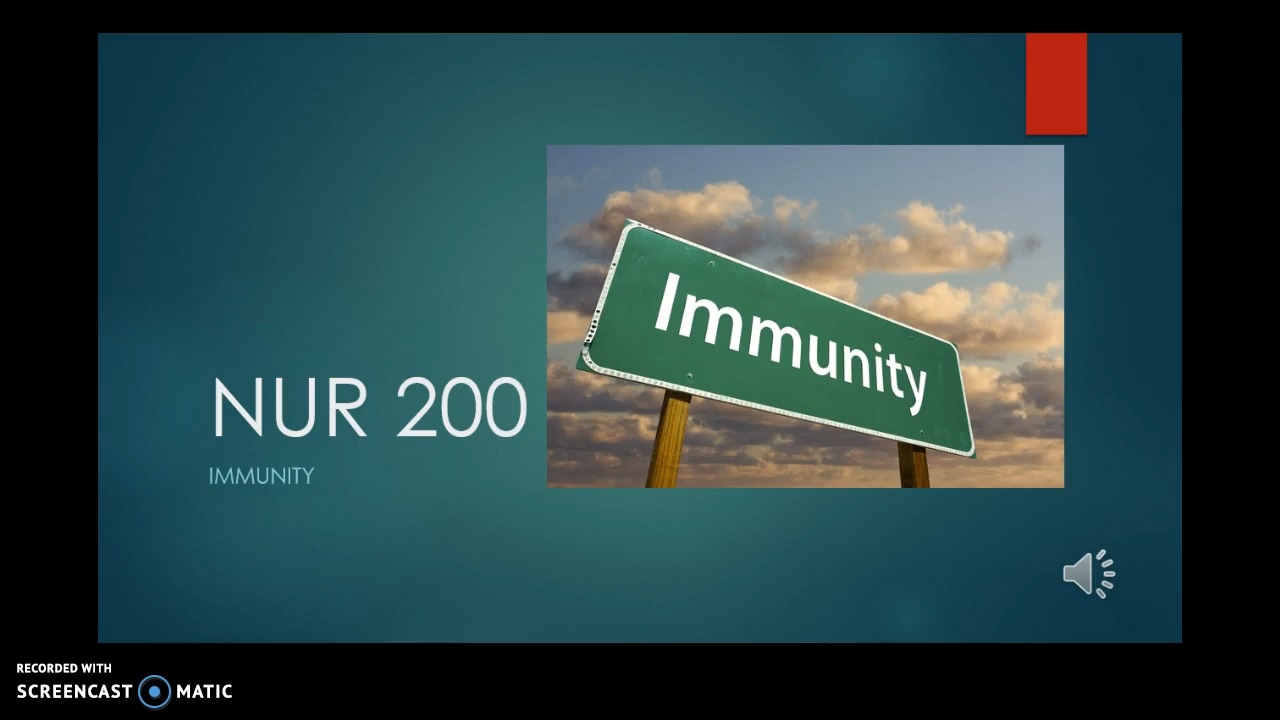 NUR 200
IMMUNITY
Immunity
RECORDED WITH
SCREENCAST MATIC